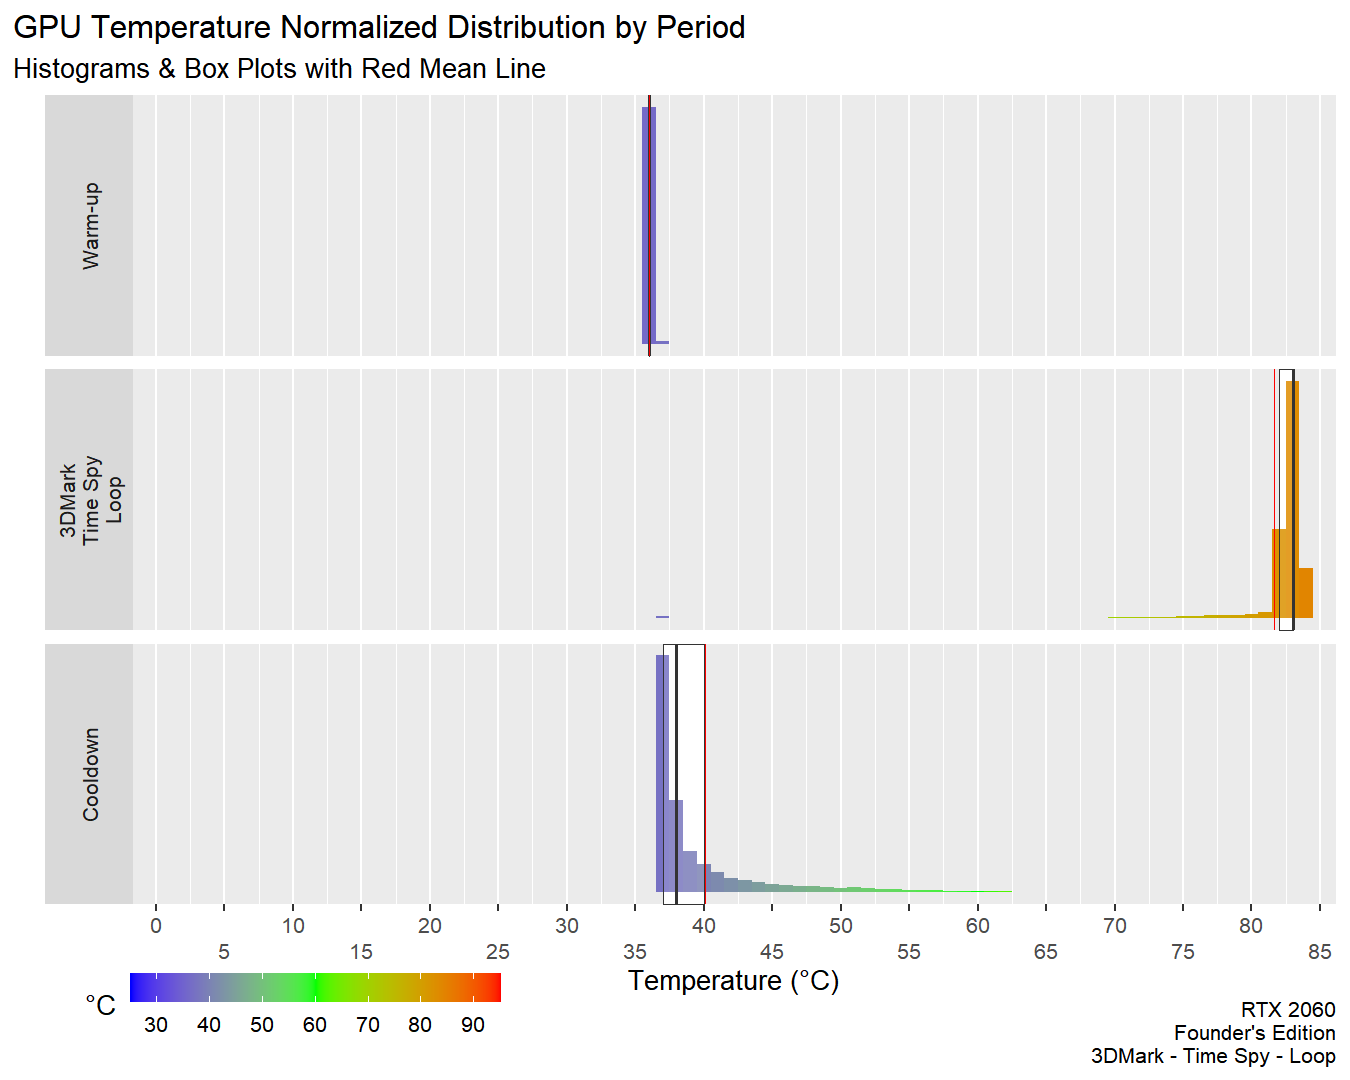 GPU Temperature Normalized Distribution by Period
Histograms & Box Plots with Red Mean Line
Warm-up
3DMark
Time Spy
Loop
Cooldown
0 10 20 30 40 50 60 70 80
5 15 25 35 45 55 65 75 85
Temperature (°C)
°C
30 40 50 60 70 80 90
RTX 2060
Founder's Edition
3DMark - Time Spy - Loop